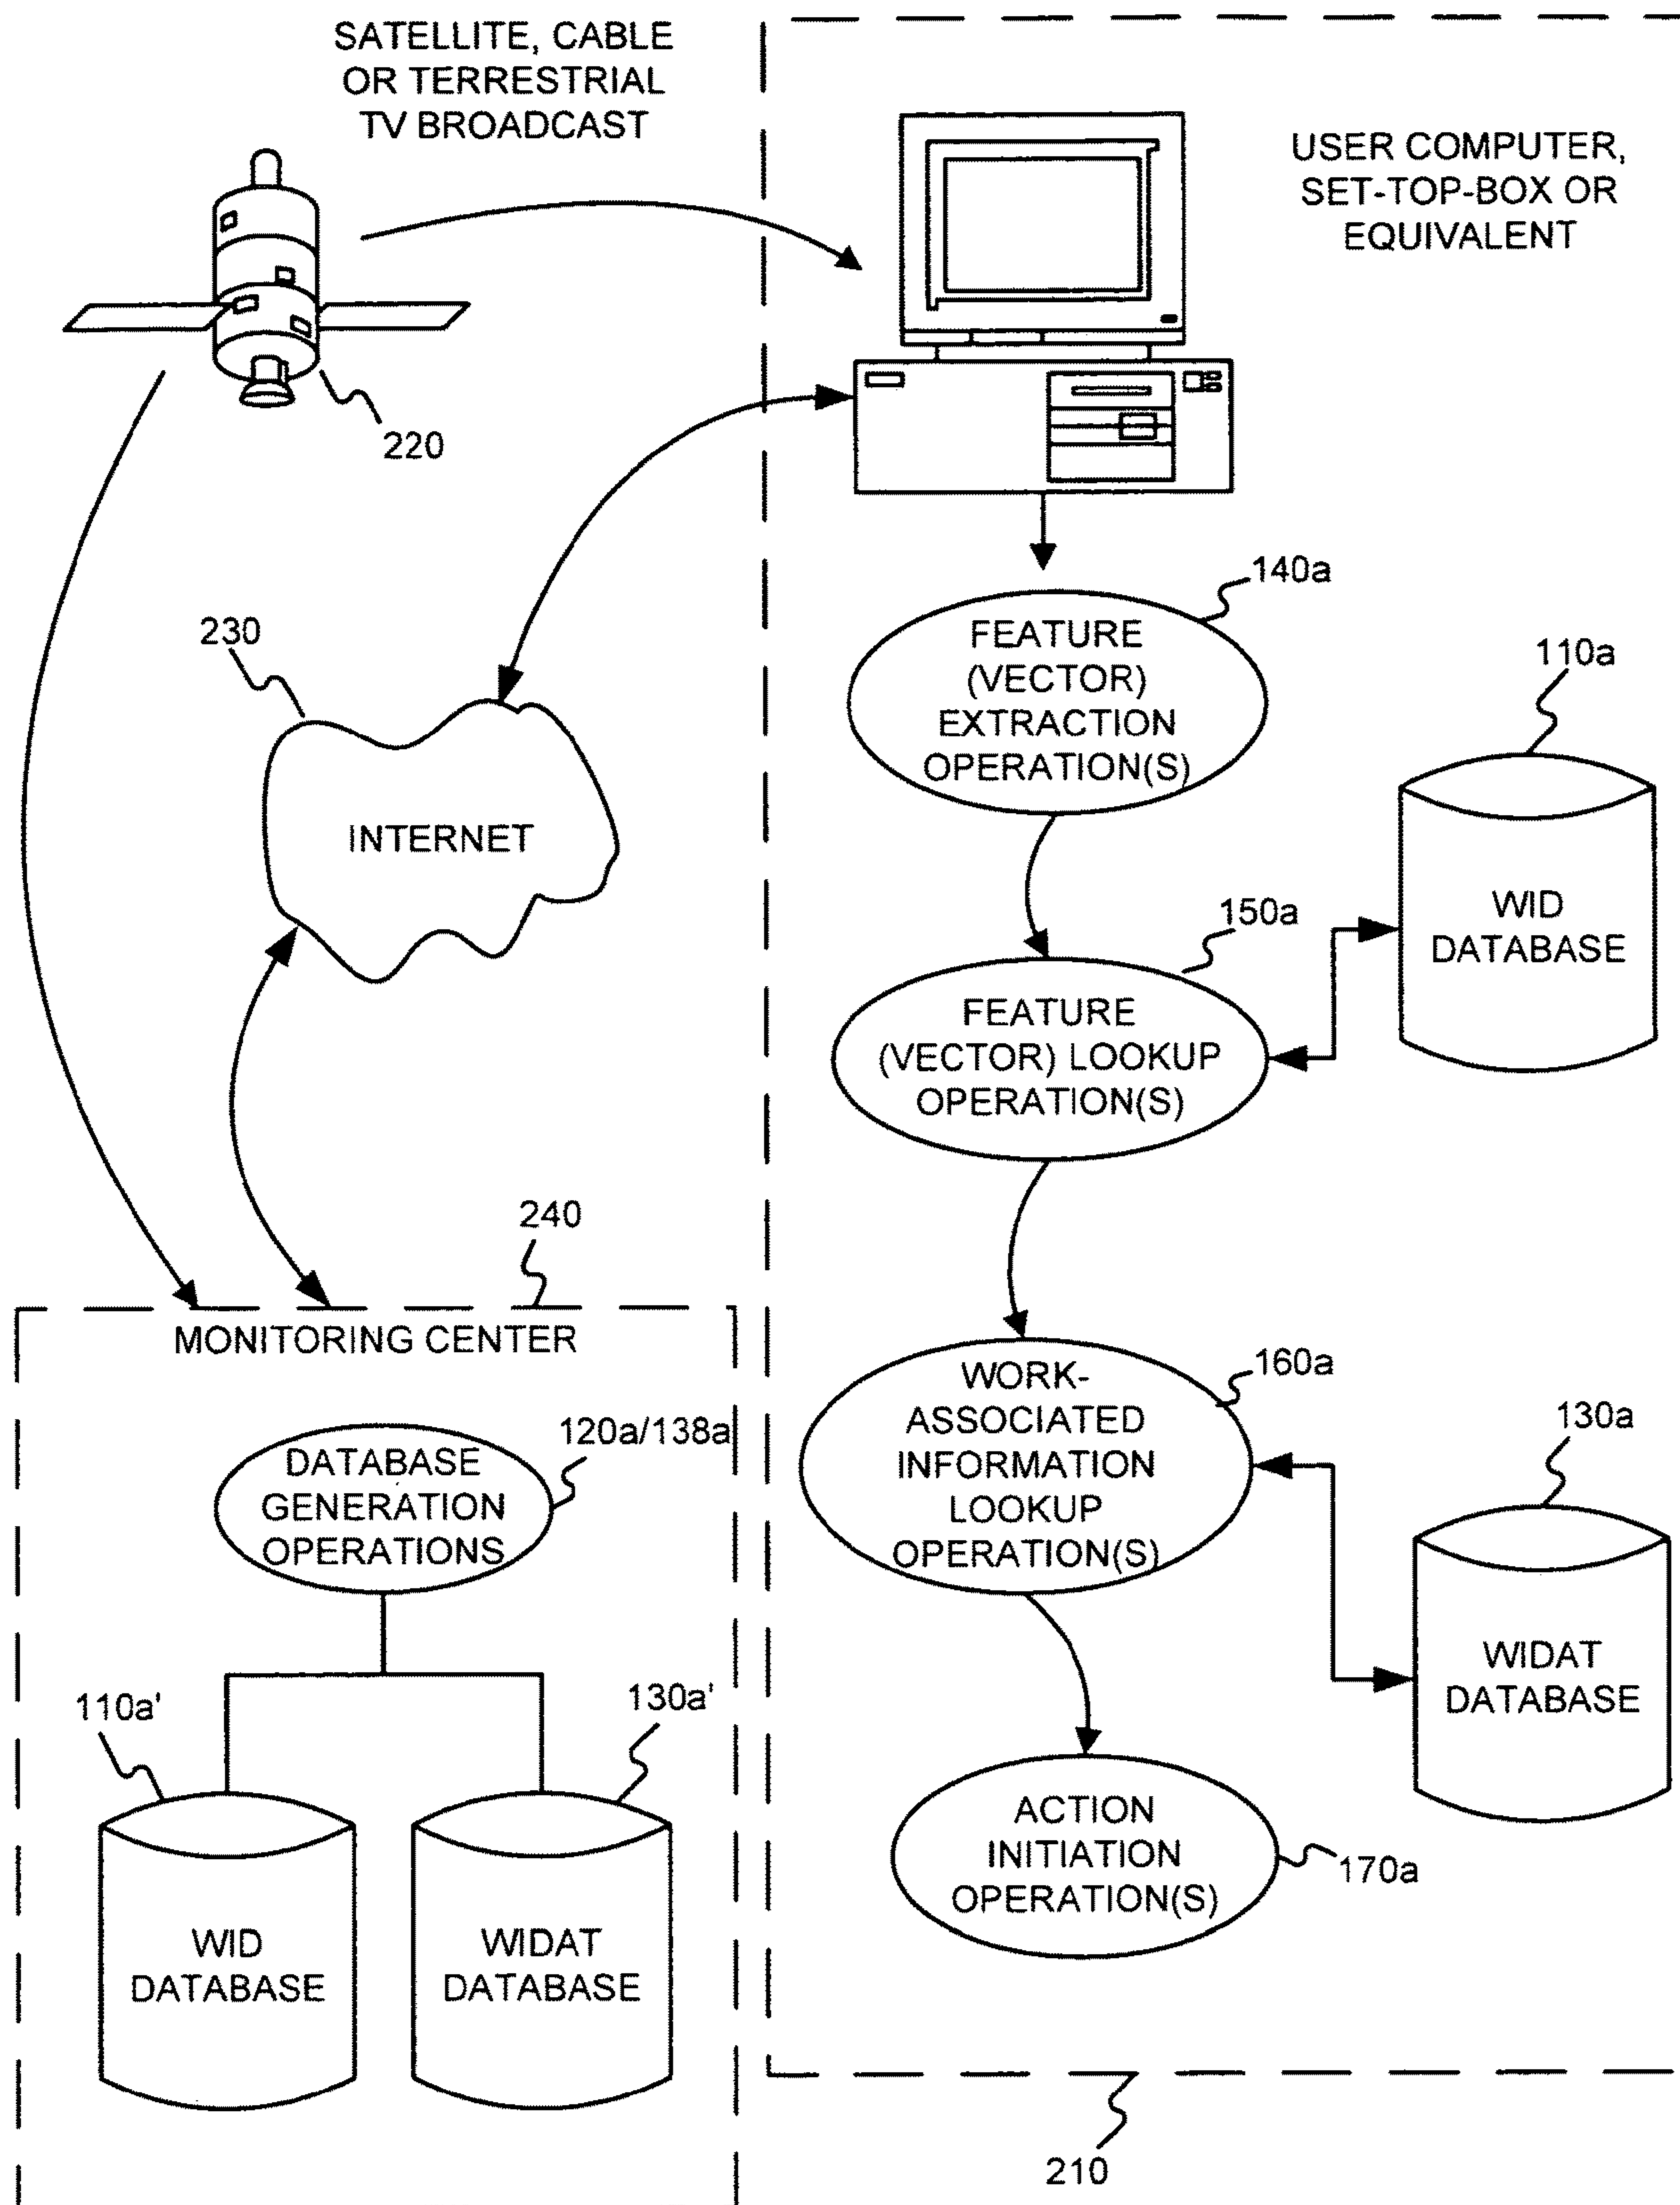 SATELLITE, CABLE
OR TERRESTRIAL
TV BROADCAST
USER COMPUTER,
SET-TOP-BOX OR
EQUIVALENT
220
140a
FEATURE
(VECTOR)
EXTRACTION
OPERATION(S)
230
INTERNET
110a
WID
DATABASE
150a
FEATURE
(VECTOR) LOOKUP
OPERATION(S)
240
MONITORING CENTER
160a
WORK-
ASSOCIATED
INFORMATION
LOOKUP
OPERATION(S)
120a/138a
DATABASE
GENERATION
OPERATIONS
130a
WIDAT
DATABASE
110a'
130a'
WID
DATABASE
WIDAT
DATABASE
ACTION
INITIATION
OPERATION(S)
170a
210